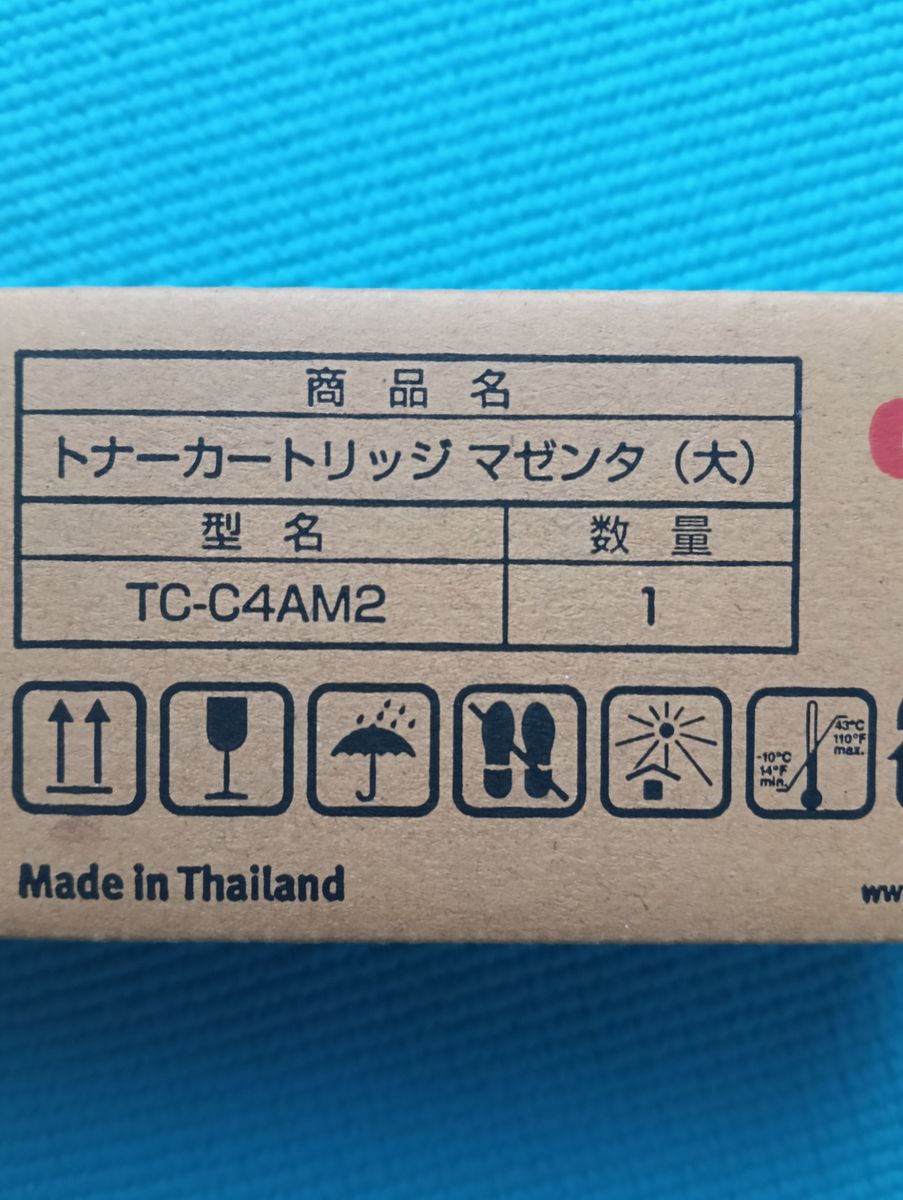 商品名
トナーカートリッジ マゼンタ（大）
型名 数量
TC-C4AM2 1
43°C
110°F
max.
-10°C
14°F
min.
Made in Thailand